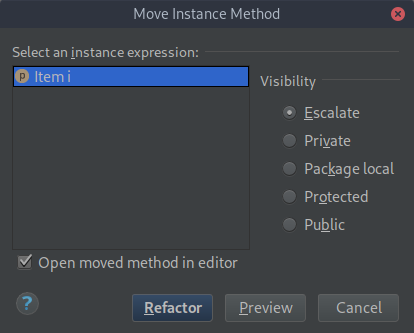 Move Instance Method
Select an instance expression:
p Item i
Visibility
Escalate
Private
Package local
Protected
Public
Open moved method in editor
?
Refactor
Preview
Cancel